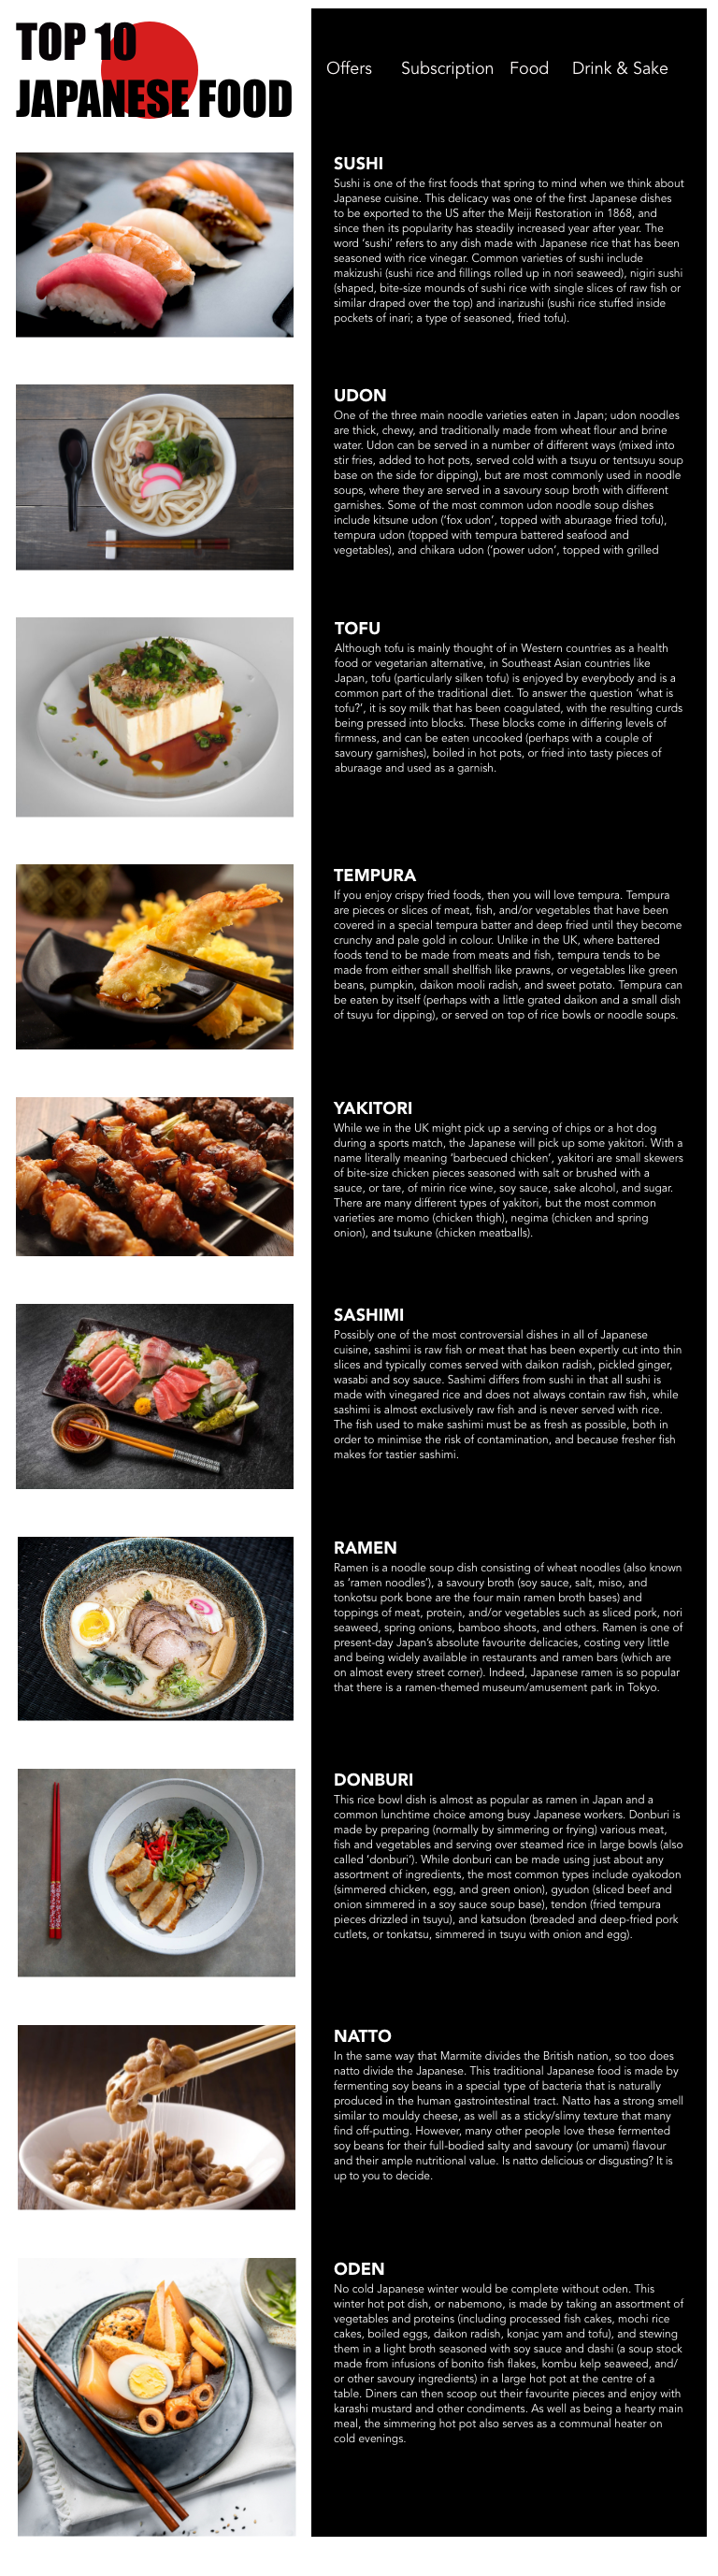 TOP 10
JAPANESE FOOD
Offers Subscription Food Drink & Sake
SUSHI
Sushi is one of the first foods that spring to mind when we think about
Japanese cuisine. This delicacy was one of the first Japanese dishes
to be exported to the US after the Meiji Restoration in 1868, and
since then its popularity has steadily increased year after year. The
word ‘sushi’ refers to any dish made with Japanese rice that has been
seasoned with rice vinegar. Common varieties of sushi include
makizushi (sushi rice and fillings rolled up in nori seaweed), nigiri sushi
(shaped, bite-size mounds of sushi rice with single slices of raw fish or
similar draped over the top) and inarizushi (sushi rice stuffed inside
pockets of inari; a type of seasoned, fried tofu).
UDON
One of the three main noodle varieties eaten in Japan; udon noodles
are thick, chewy, and traditionally made from wheat flour and brine
water. Udon can be served in a number of different ways (mixed into
stir fries, added to hot pots, served cold with a tsuyu or tentsuyu soup
base on the side for dipping), but are most commonly used in noodle
soups, where they are served in a savoury soup broth with different
garnishes. Some of the most common udon noodle soup dishes
include kitsune udon (‘fox udon’, topped with aburaage fried tofu),
tempura udon (topped with tempura battered seafood and
vegetables), and chikara udon (‘power udon’, topped with grilled
TOFU
Although tofu is mainly thought of in Western countries as a health
food or vegetarian alternative, in Southeast Asian countries like
Japan, tofu (particularly silken tofu) is enjoyed by everybody and is a
common part of the traditional diet. To answer the question ‘what is
tofu?’, it is soy milk that has been coagulated, with the resulting curds
being pressed into blocks. These blocks come in differing levels of
firmness, and can be eaten uncooked (perhaps with a couple of
savoury garnishes), boiled in hot pots, or fried into tasty pieces of
aburaage and used as a garnish.
TEMPURA
If you enjoy crispy fried foods, then you will love tempura. Tempura
are pieces or slices of meat, fish, and/or vegetables that have been
covered in a special tempura batter and deep fried until they become
crunchy and pale gold in colour. Unlike in the UK, where battered
foods tend to be made from meats and fish, tempura tends to be
made from either small shellfish like prawns, or vegetables like green
beans, pumpkin, daikon mooli radish, and sweet potato. Tempura can
be eaten by itself (perhaps with a little grated daikon and a small dish
of tsuyu for dipping), or served on top of rice bowls or noodle soups.
YAKITORI
While we in the UK might pick up a serving of chips or a hot dog
during a sports match, the Japanese will pick up some yakitori. With a
name literally meaning ‘barbecued chicken’, yakitori are small skewers
of bite-size chicken pieces seasoned with salt or brushed with a
sauce, or tare, of mirin rice wine, soy sauce, sake alcohol, and sugar.
There are many different types of yakitori, but the most common
varieties are momo (chicken thigh), negima (chicken and spring
onion), and tsukune (chicken meatballs).
SASHIMI
Possibly one of the most controversial dishes in all of Japanese
cuisine, sashimi is raw fish or meat that has been expertly cut into thin
slices and typically comes served with daikon radish, pickled ginger,
wasabi and soy sauce. Sashimi differs from sushi in that all sushi is
made with vinegared rice and does not always contain raw fish, while
sashimi is almost exclusively raw fish and is never served with rice.
The fish used to make sashimi must be as fresh as possible, both in
order to minimise the risk of contamination, and because fresher fish
makes for tastier sashimi.
RAMEN
Ramen is a noodle soup dish consisting of wheat noodles (also known
as ‘ramen noodles’), a savoury broth (soy sauce, salt, miso, and
tonkotsu pork bone are the four main ramen broth bases) and
toppings of meat, protein, and/or vegetables such as sliced pork, nori
seaweed, spring onions, bamboo shoots, and others. Ramen is one of
present-day Japan’s absolute favourite delicacies, costing very little
and being widely available in restaurants and ramen bars (which are
on almost every street corner). Indeed, Japanese ramen is so popular
that there is a ramen-themed museum/amusement park in Tokyo.
DONBURI
This rice bowl dish is almost as popular as ramen in Japan and a
common lunchtime choice among busy Japanese workers. Donburi is
made by preparing (normally by simmering or frying) various meat,
fish and vegetables and serving over steamed rice in large bowls (also
called ‘donburi’). While donburi can be made using just about any
assortment of ingredients, the most common types include oyakodon
(simmered chicken, egg, and green onion), gyudon (sliced beef and
onion simmered in a soy sauce soup base), tendon (fried tempura
pieces drizzled in tsuyu), and katsudon (breaded and deep-fried pork
cutlets, or tonkatsu, simmered in tsuyu with onion and egg).
NATTO
In the same way that Marmite divides the British nation, so too does
natto divide the Japanese. This traditional Japanese food is made by
fermenting soy beans in a special type of bacteria that is naturally
produced in the human gastrointestinal tract. Natto has a strong smell
similar to mouldy cheese, as well as a sticky/slimy texture that many
find off-putting. However, many other people love these fermented
soy beans for their full-bodied salty and savoury (or umami) flavour
and their ample nutritional value. Is natto delicious or disgusting? It is
up to you to decide.
ODEN
No cold Japanese winter would be complete without oden. This
winter hot pot dish, or nabemono, is made by taking an assortment of
vegetables and proteins (including processed fish cakes, mochi rice
cakes, boiled eggs, daikon radish, konjac yam and tofu), and stewing
them in a light broth seasoned with soy sauce and dashi (a soup stock
made from infusions of bonito fish flakes, kombu kelp seaweed, and/
or other savoury ingredients) in a large hot pot at the centre of a
table. Diners can then scoop out their favourite pieces and enjoy with
karashi mustard and other condiments. As well as being a hearty main
meal, the simmering hot pot also serves as a communal heater on
cold evenings.